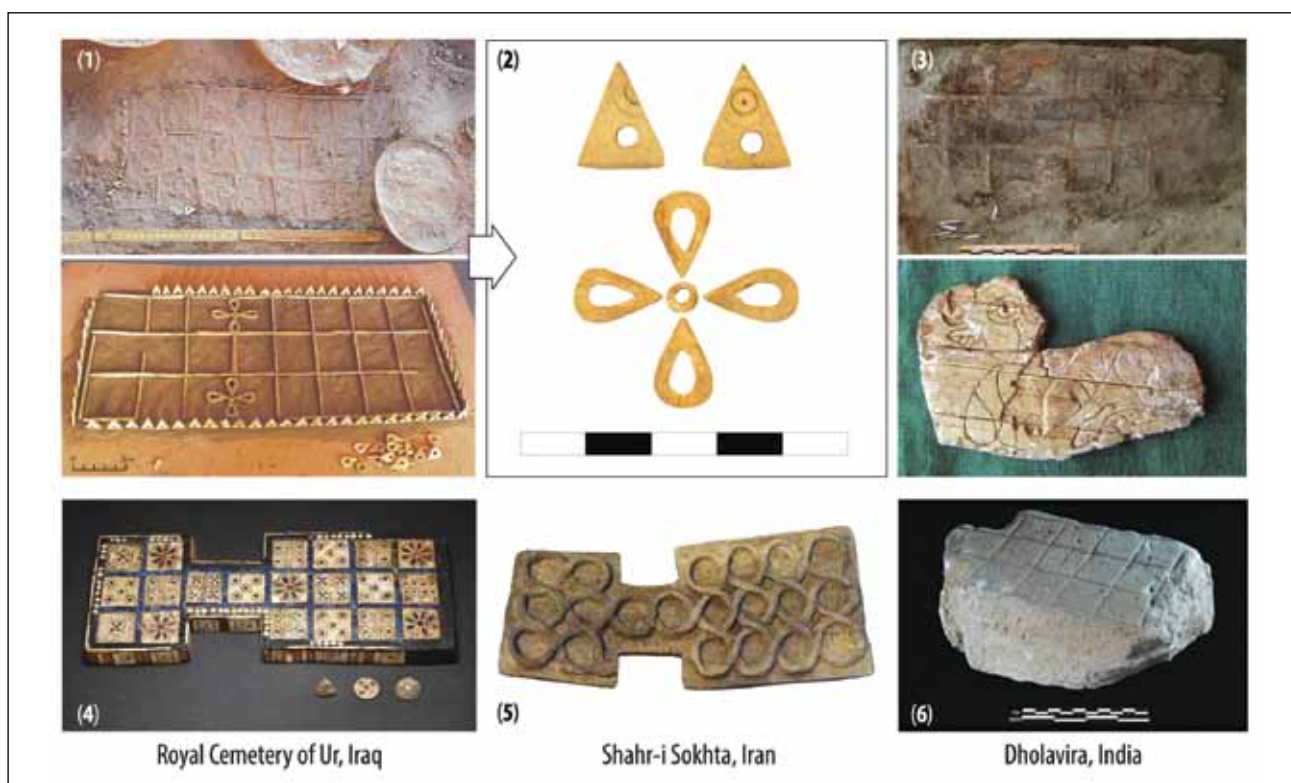 (1)
(2)
(3)
(4)
(5)
(6)
Royal Cemetery of Ur, Iraq
Shahr-i Sokhta, Iran
Dholavira, India